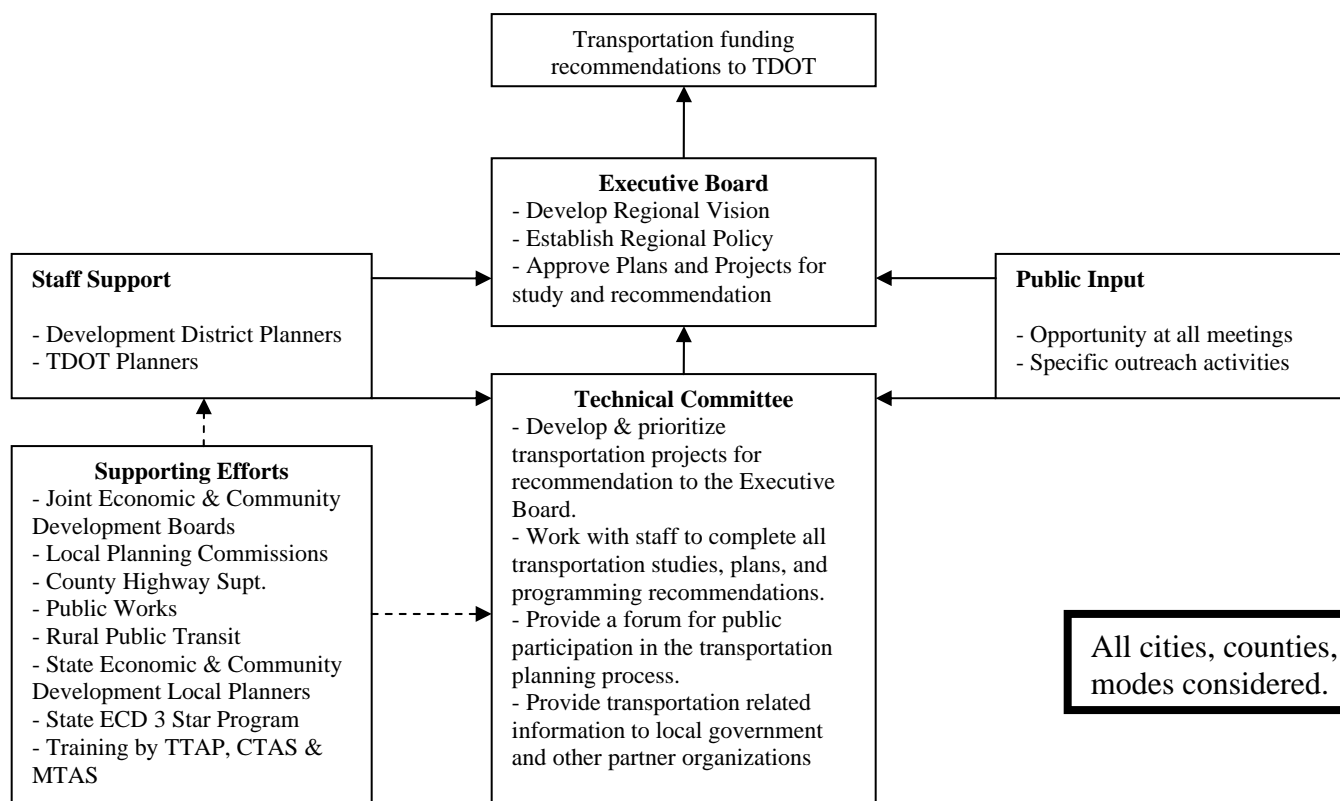 Transportation funding
recommendations to TDOT
Executive Board
- Develop Regional Vision
- Establish Regional Policy
- Approve Plans and Projects for
study and recommendation
Staff Support
- Development District Planners
- TDOT Planners
Public Input
- Opportunity at all meetings
- Specific outreach activities
Technical Committee
- Develop & prioritize
transportation projects for
recommendation to the Executive
Board.
- Work with staff to complete all
transportation studies, plans, and
programming recommendations.
- Provide a forum for public
participation in the transportation
planning process.
- Provide transportation related
information to local government
and other partner organizations
Supporting Efforts
- Joint Economic & Community
Development Boards
- Local Planning Commissions
- County Highway Supt.
- Public Works
- Rural Public Transit
- State Economic & Community
Development Local Planners
- State ECD 3 Star Program
- Training by TTAP, CTAS &
MTAS
All cities, counties,
modes considered.